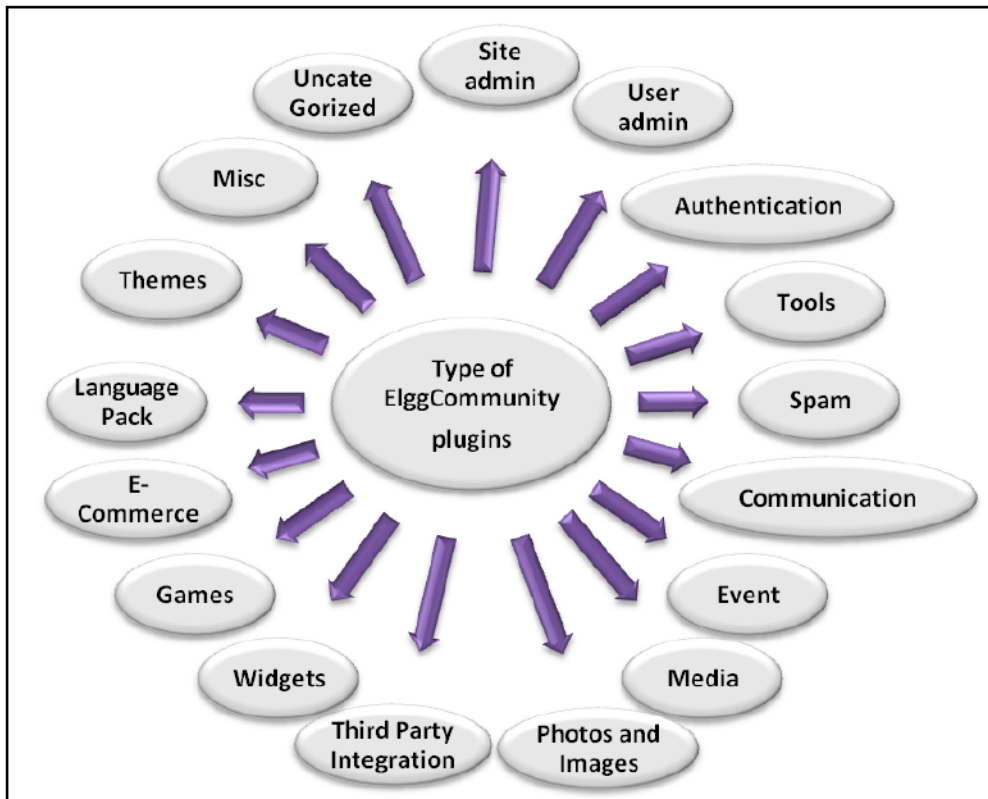 Site
admin
User
admin
Authentication
Tools
Spam
Communication
Event
Media
Photos and
Images
Third Party
Integration
Widgets
Games
E-
Commerce
Language
Pack
Themes
Misc
Uncate
Gorized
Type of
ElggCommunity
plugins